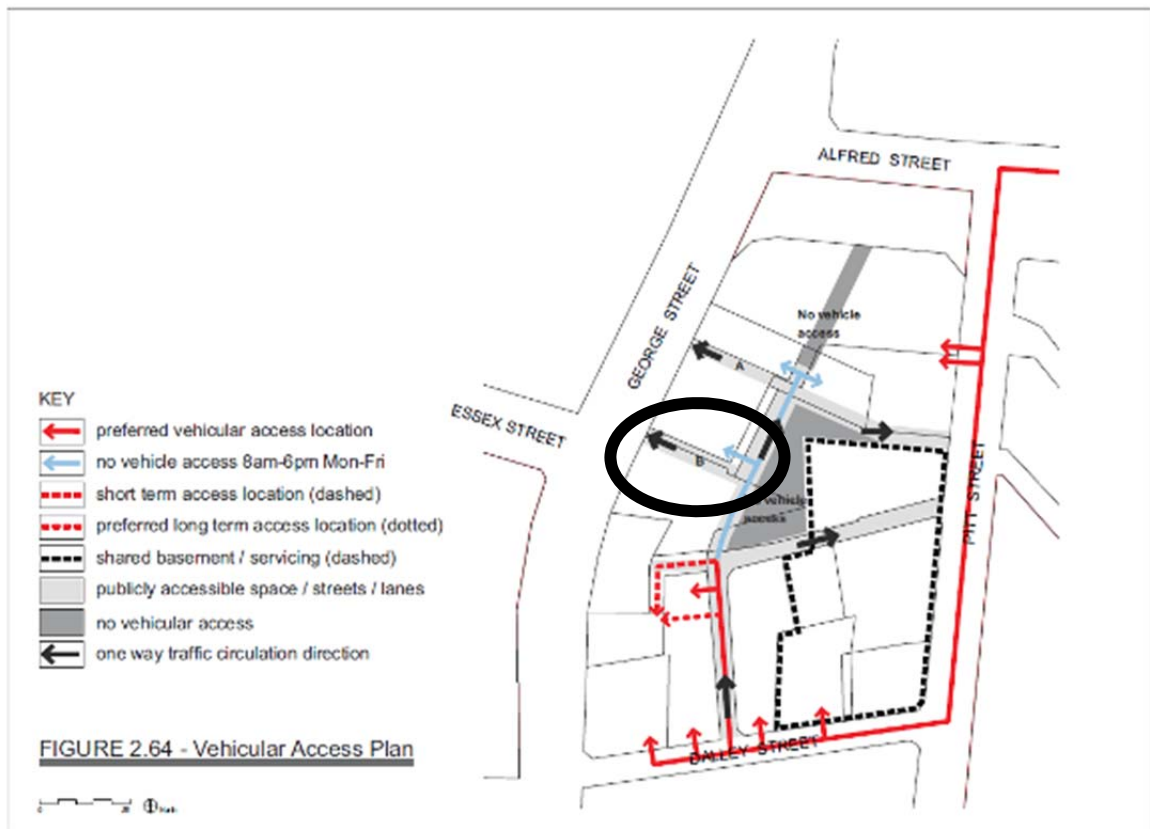 ALFRED STREET
No vehicle
access
GEORGE STREET
A
KEY
ESSEX STREET
preferred vehicular access location
B
PITT STREET
no vehicle access 8am-6pm Mon-Fri
short term access location (dashed)
vehicle
access
preferred long term access location (dotted)
shared basement / servicing (dashed)
publicly accessible space / streets / lanes
no vehicular access
one way traffic circulation direction
FIGURE 2.64 - Vehicular Access Plan
DALLEY STREET